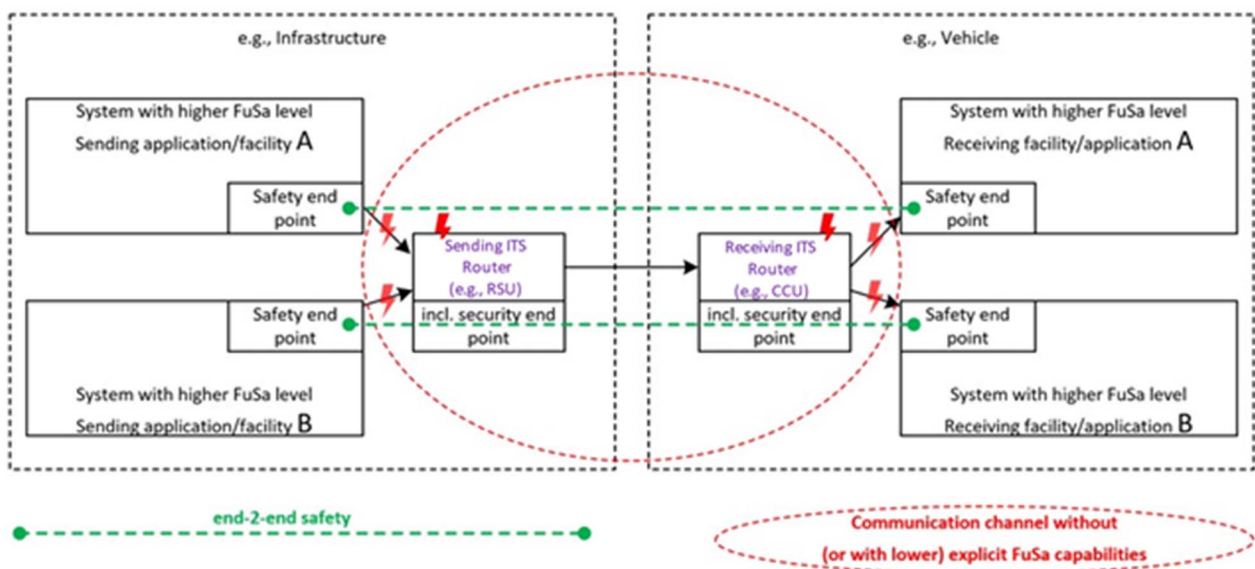 e.g., Infrastructure
e.g., Vehicle
System with higher FuSa level
Sending application/facility A
Safety end
point
System with higher FuSa level
Receiving facility/application A
Safety end
point
Sending ITS
Router
(e.g., RSU)
incl. security end
point
Receiving ITS
Router
(e.g., CCU)
incl. security end
point
Safety end
point
System with higher FuSa level
Sending application/facility B
Safety end
point
System with higher FuSa level
Receiving facility/application B
end-2-end safety
Communication channel without
(or with lower) explicit FuSa capabilities